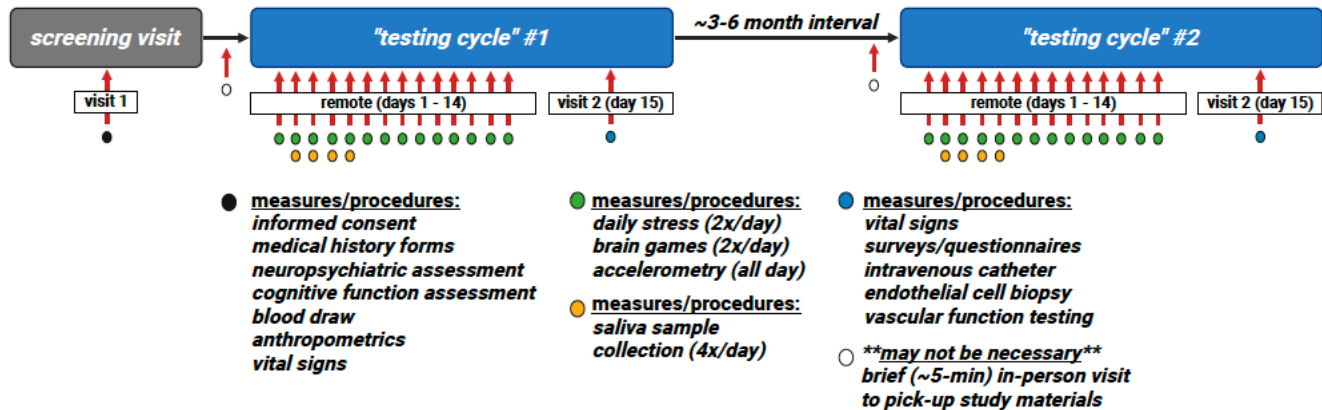 screening visit
"testing cycle" #1
~3-6 month interval
"testing cycle" #2
visit 1
remote (days 1 - 14)
visit 2 (day 15)
remote (days 1 - 14)
visit 2 (day 15)
measures/procedures:
informed consent
medical history forms
neuropsychiatric assessment
cognitive function assessment
blood draw
anthropometrics
vital signs
measures/procedures:
daily stress (2x/day)
brain games (2x/day)
accelerometry (all day)
measures/procedures:
saliva sample
collection (4x/day)
measures/procedures:
vital signs
surveys/questionnaires
intravenous catheter
endothelial cell biopsy
vascular function testing
**may not be necessary**
brief (~5-min) in-person visit
to pick-up study materials